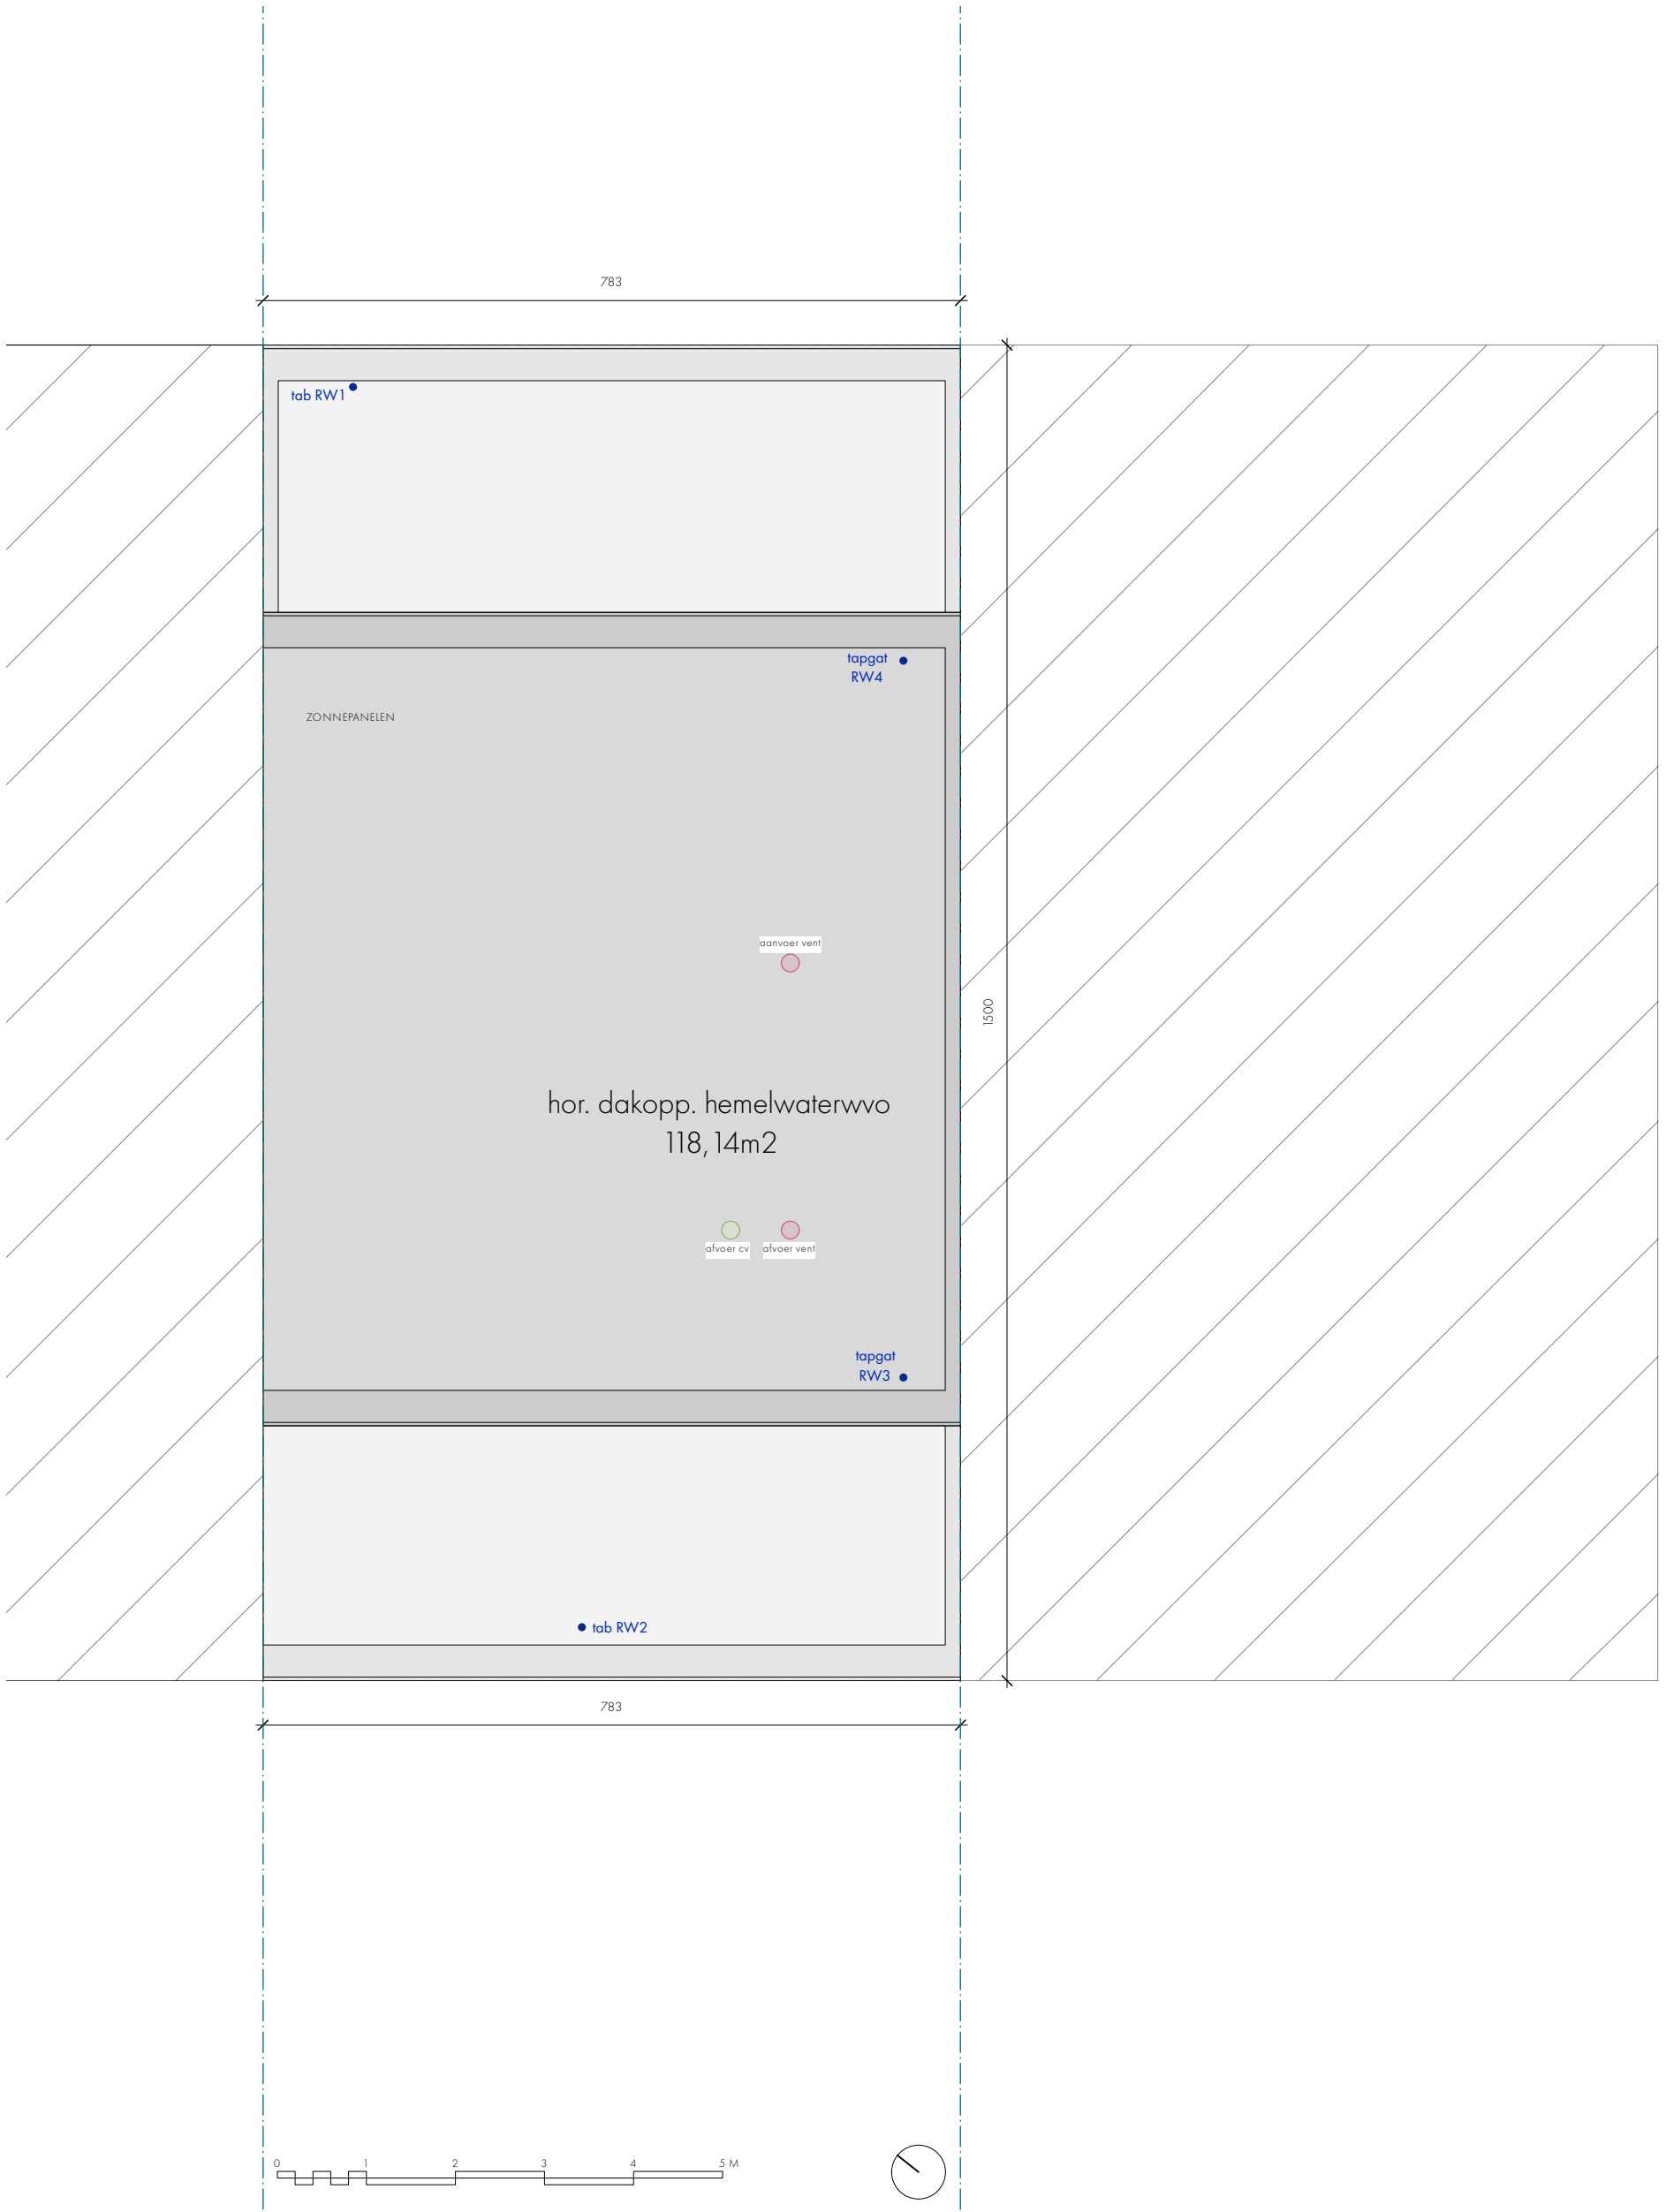 783
tab RW1
tapgat
RW4
ZONNEPANELEN
aanvoer vent
1500
hor. dakopp. hemelwaterwvo
118,14m2
afvoer cv afvoer vent
tapgat
RW3
tab RW2
783
0 1 2 3 4 5 M